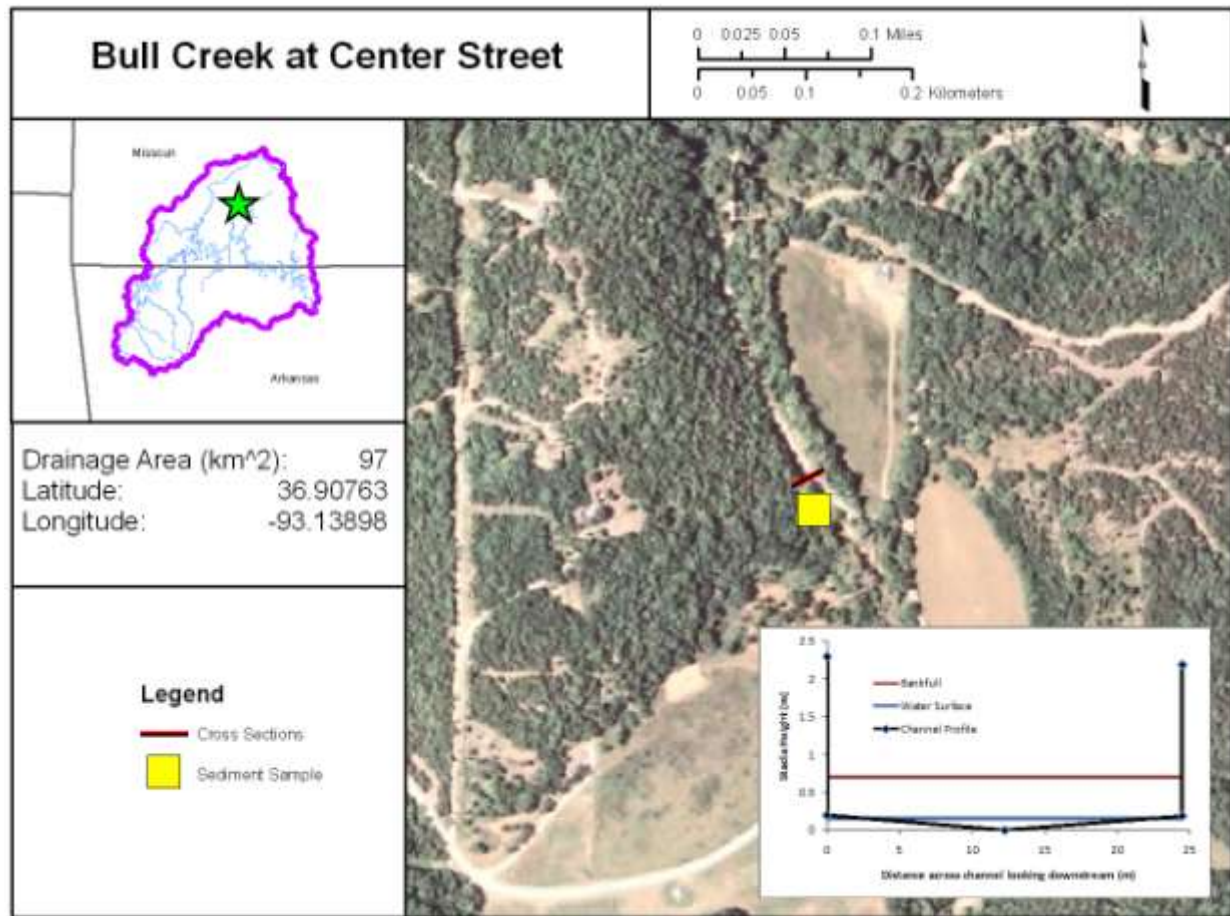 Bull Creek at Center Street
0 0.025 0.05 0.1 Miles
0 0.05 0.1 0.2 Kilometers
Missouri
Arkansas
Drainage Area (km^2): 97
Latitude: 36.90763
Longitude: -93.13898
Legend
Cross Sections
Sediment Sample
2.5
2
1.5
1
0.5
0
Stadia Height (m)
Bankfull
Water Surface
Channel Profile
0 5 10 15 20 25
Distance across channel looking downstream (m)